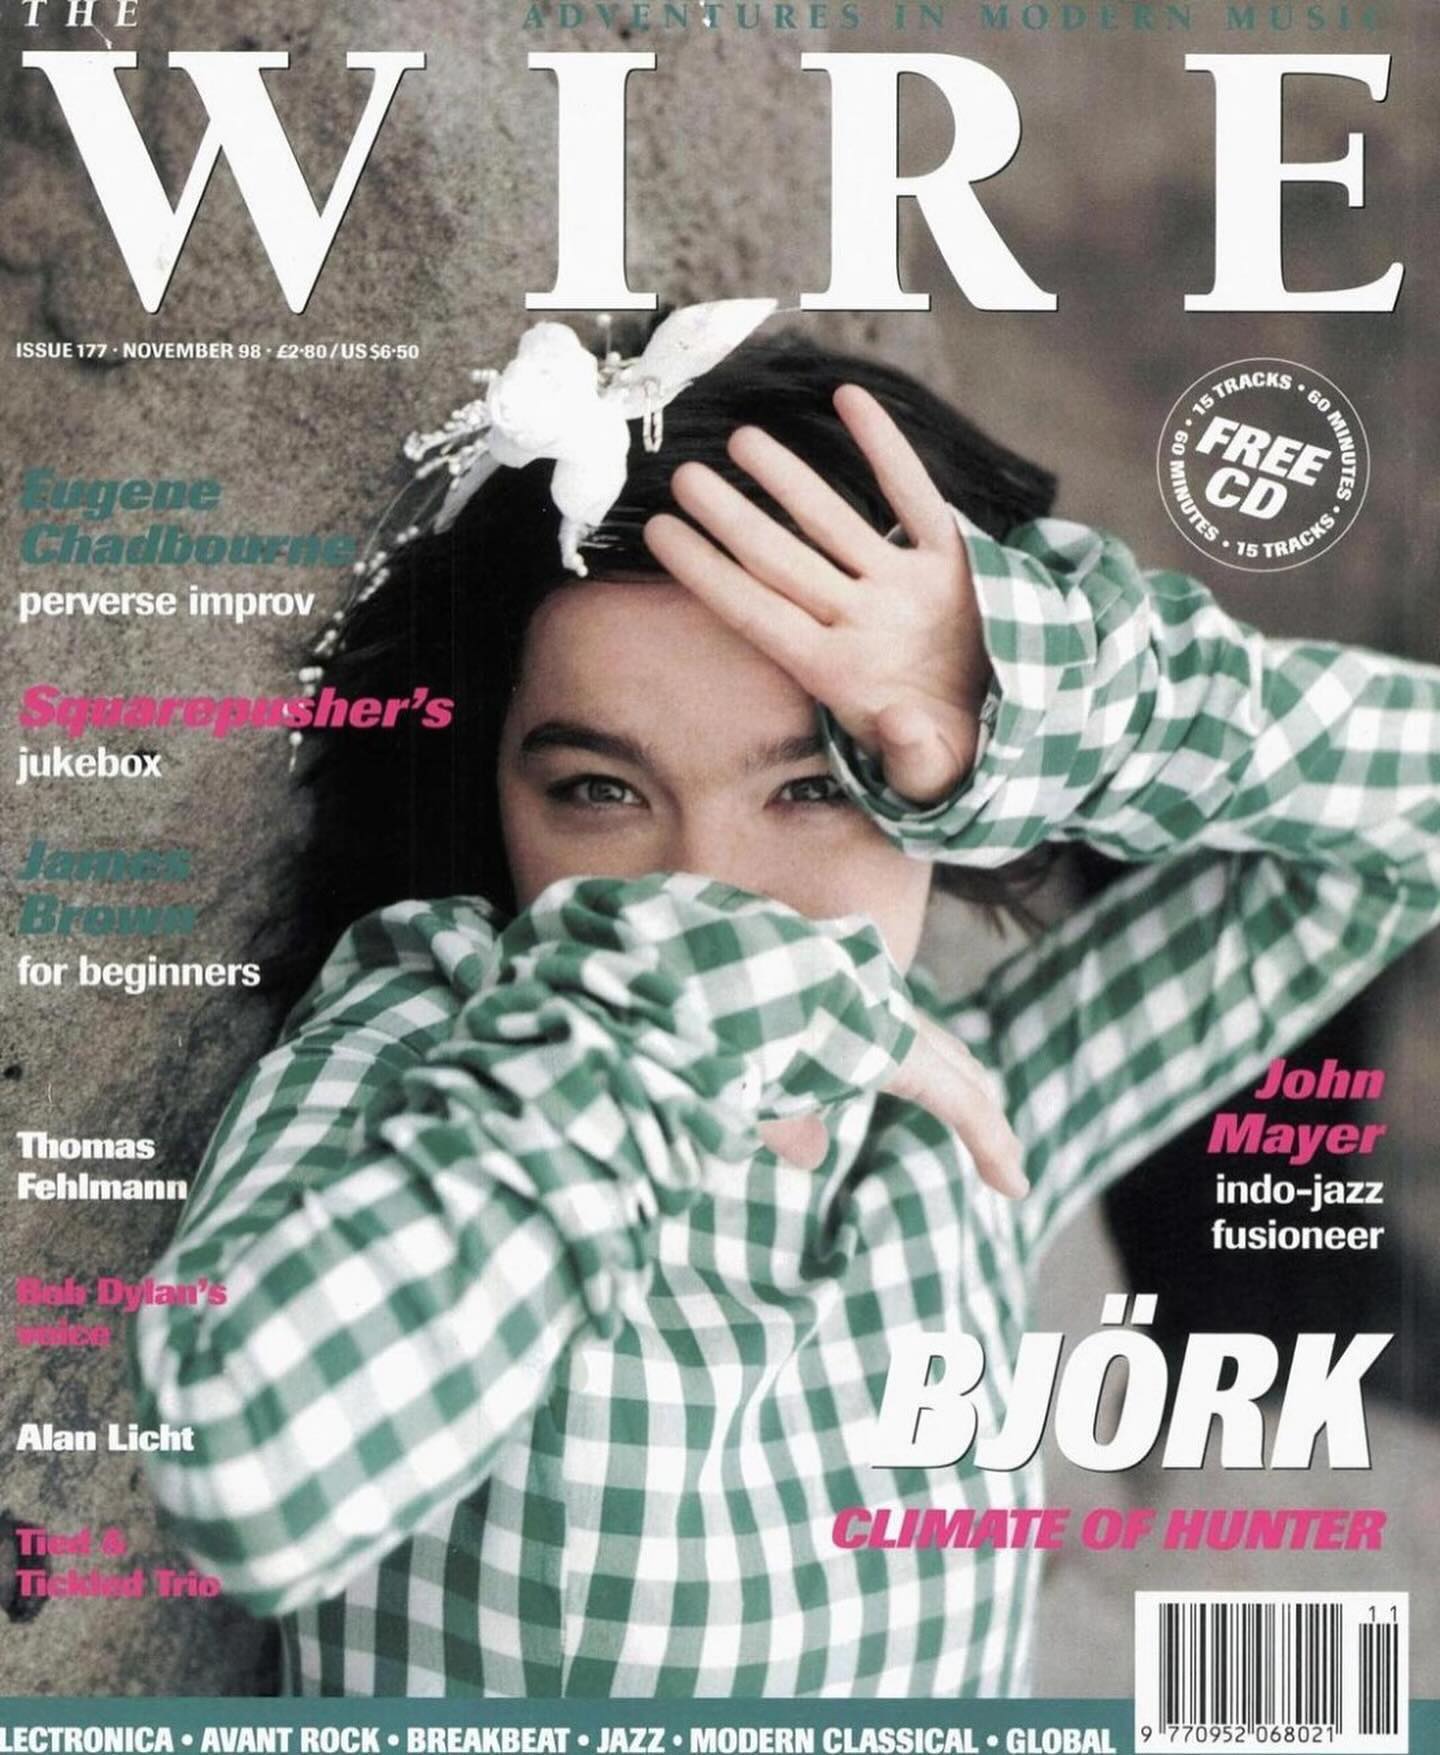 THE
ADVENTURES IN MODERN MUSIC
WIRE
ISSUE 177 · NOVEMBER 98 · £2·80 / US $6·50
15 TRACKS • 60 MINUTES • 15 TRACKS • 60 MINUTES •
FREE
CD
Eugene
Chadbourne
perverse improv
Squarepusher's
jukebox
James
Brown
for beginners
Thomas
Fehlmann
Bob Dylan's
voice
Alan Licht
Tied &
Tickled Trio
John
Mayer
indo-jazz
fusioneer
BJÖRK
CLIMATE OF HUNTER
11
9 770952 068021
LECTRONICA • AVANT ROCK • BREAKBEAT • JAZZ • MODERN CLASSICAL • GLOBAL